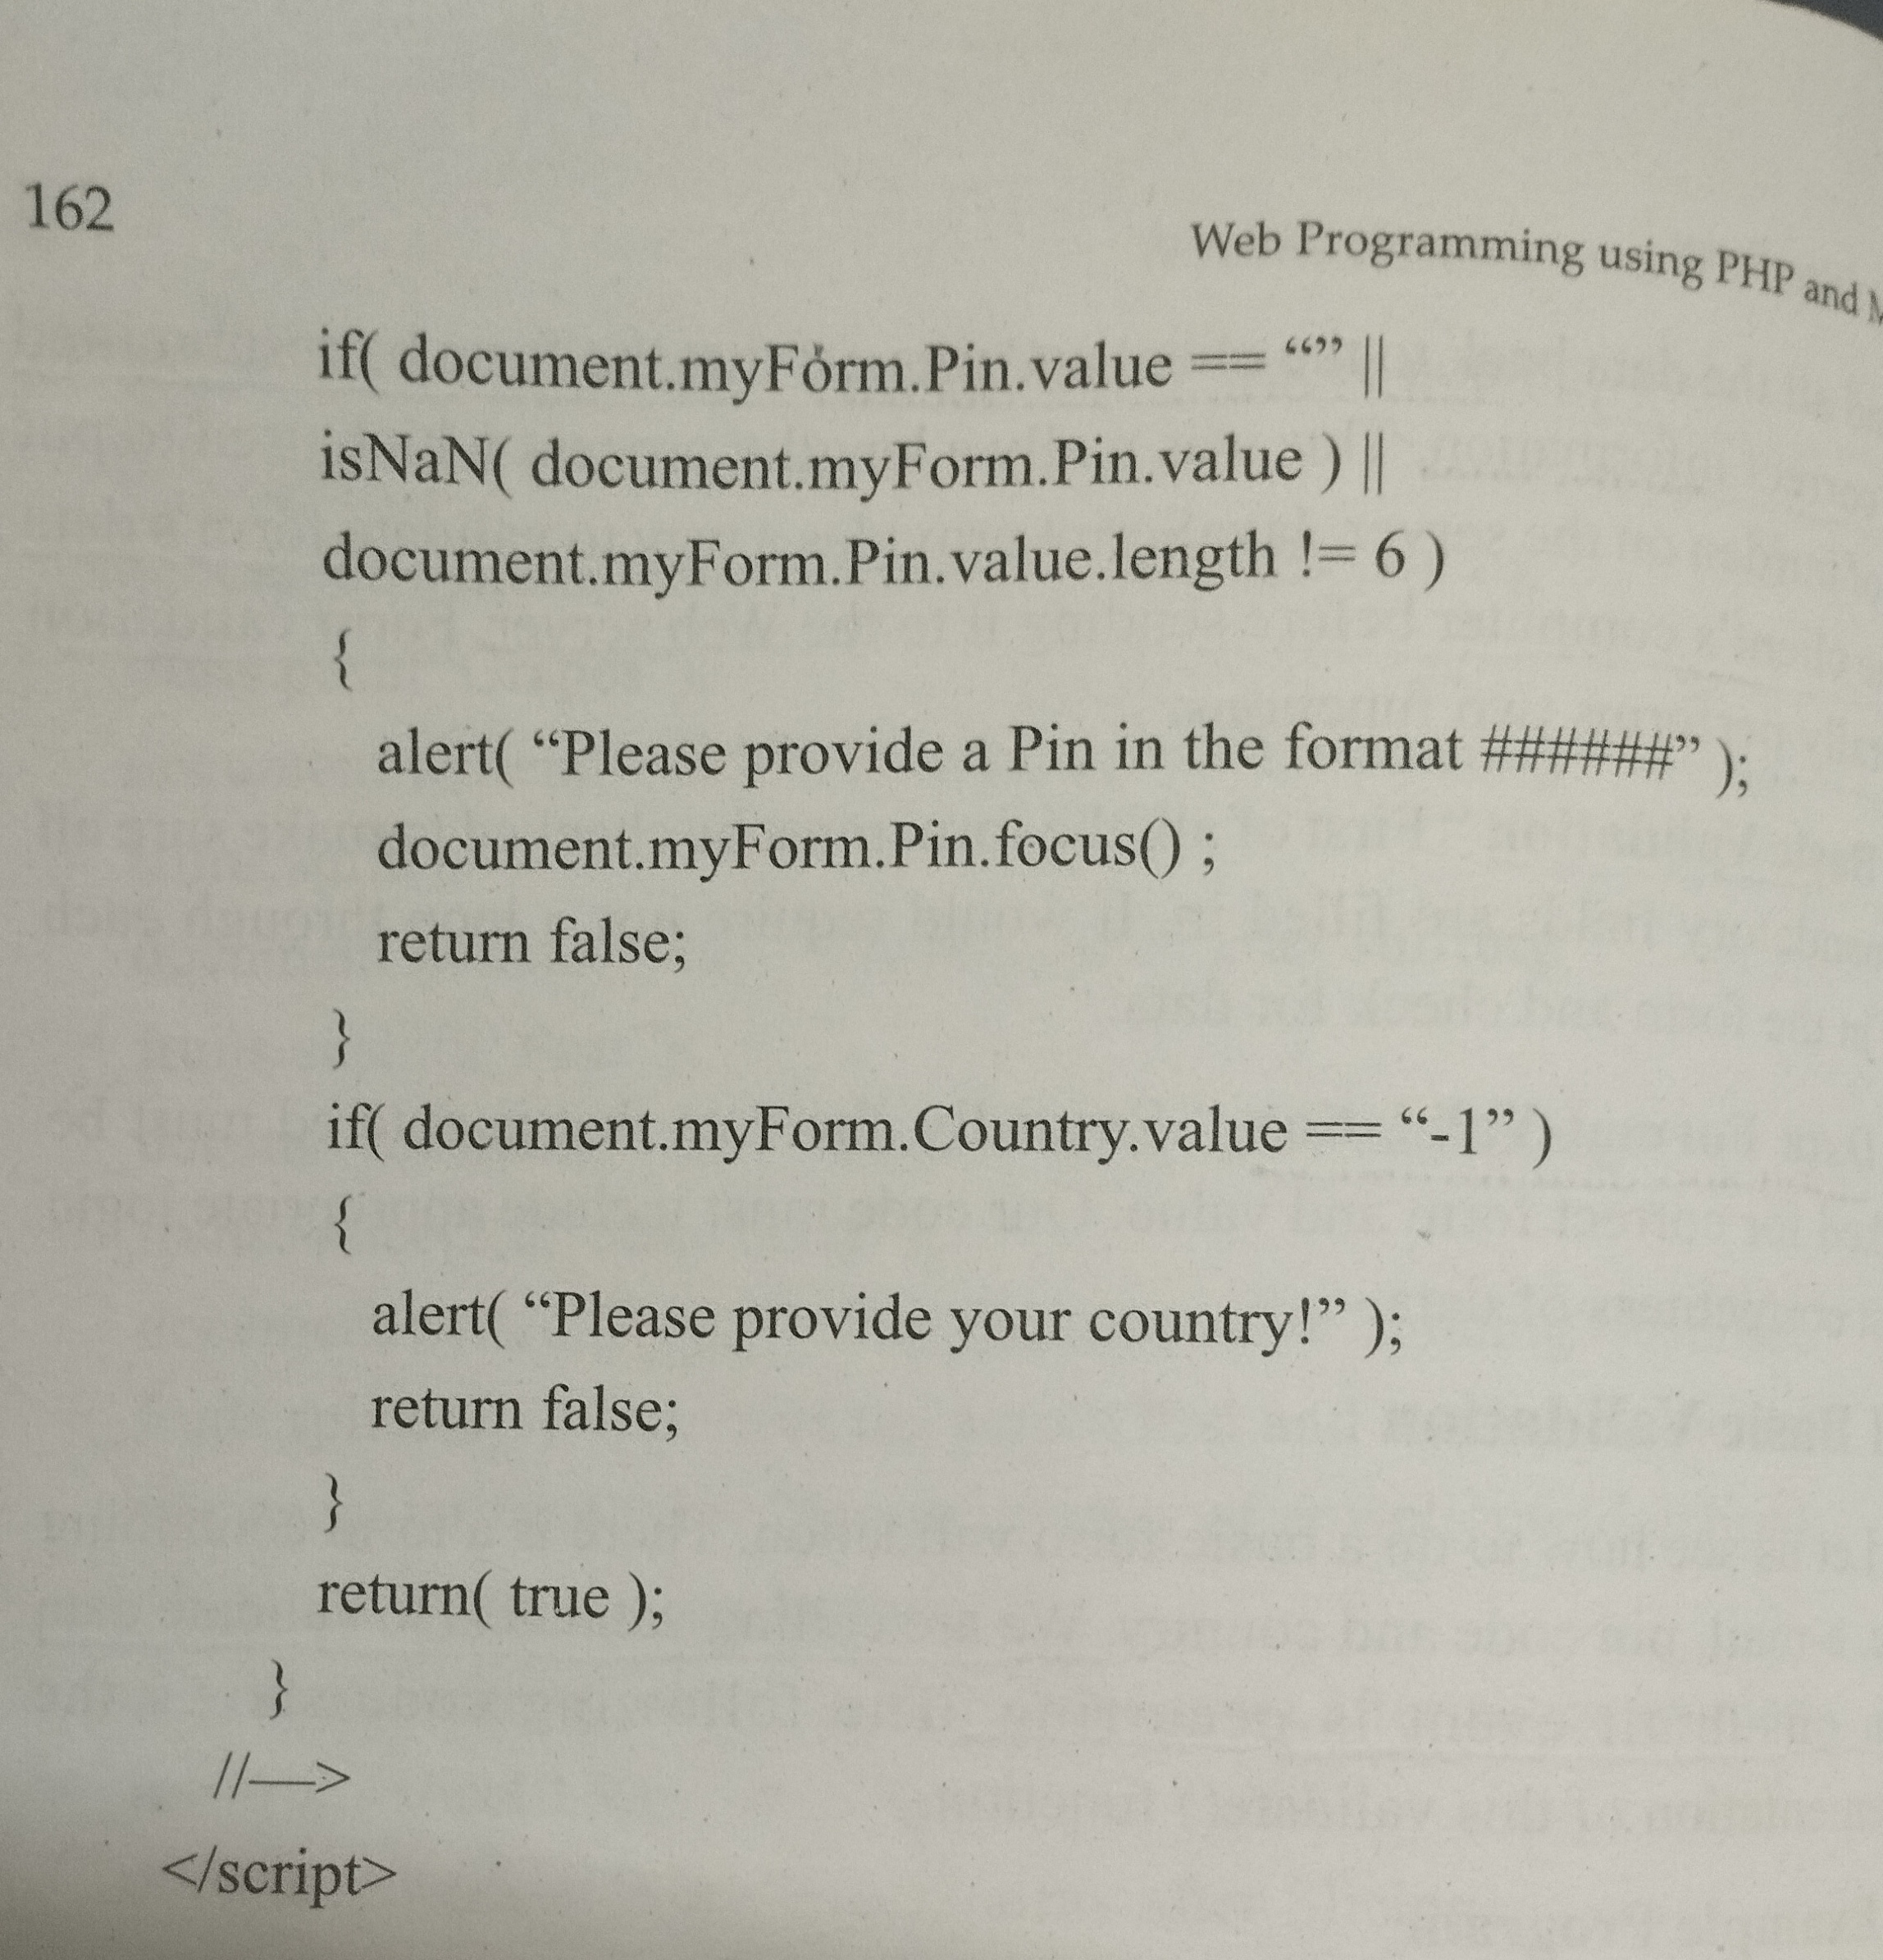 162
Web Programming using PHP and
if( document.myForm.Pin.value == “” ||
isNaN( document.myForm.Pin.value ) ||
document.myForm.Pin.value.length != 6 )
{
alert( “Please provide a Pin in the format ######” );
document.myForm.Pin.focus() ;
return false;
}
if( document.myForm.Country.value == “-1” )
{
alert( “Please provide your country!” );
return false;
}
return( true );
}
//—>
</script>